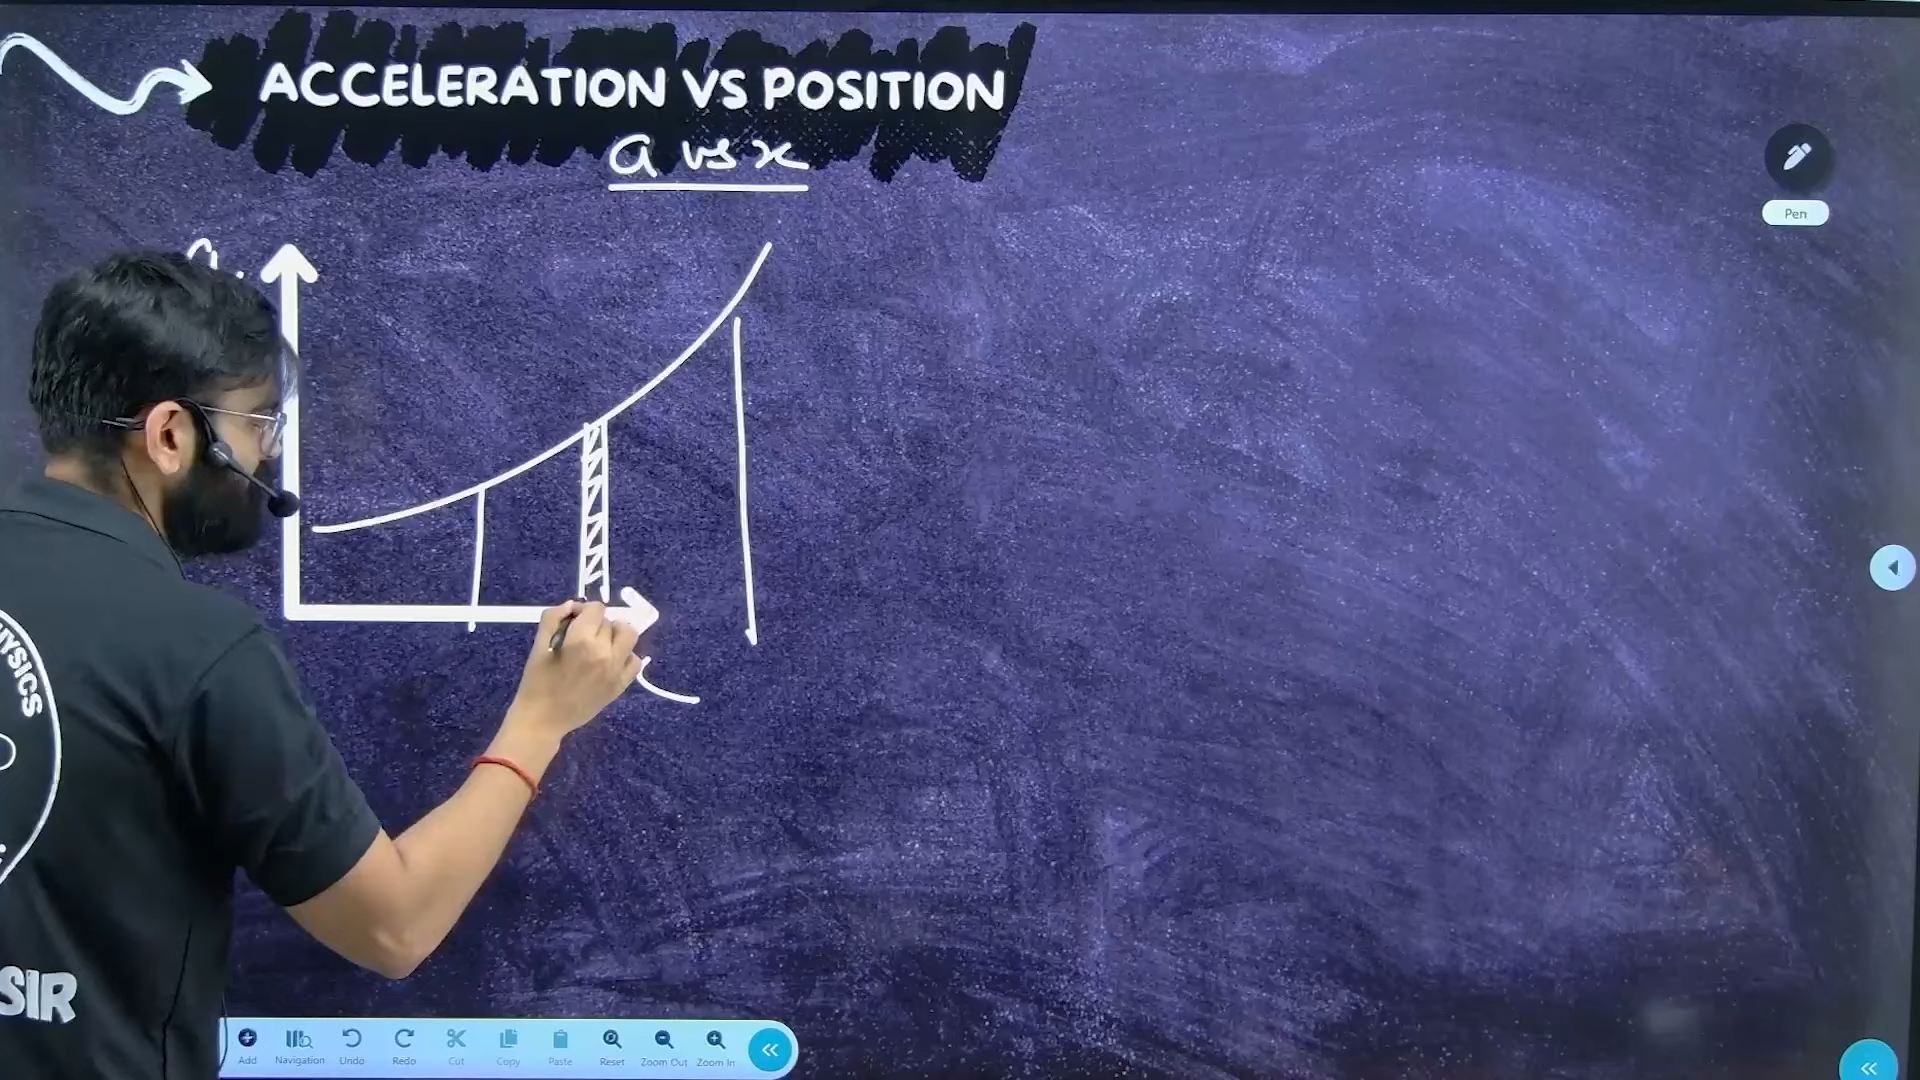 ACCELERATION VS POSITION
a vs x
a
Pen
SIR
Add Navigation Undo Redo Cut Copy Paste Reset Zoom Out Zoom In